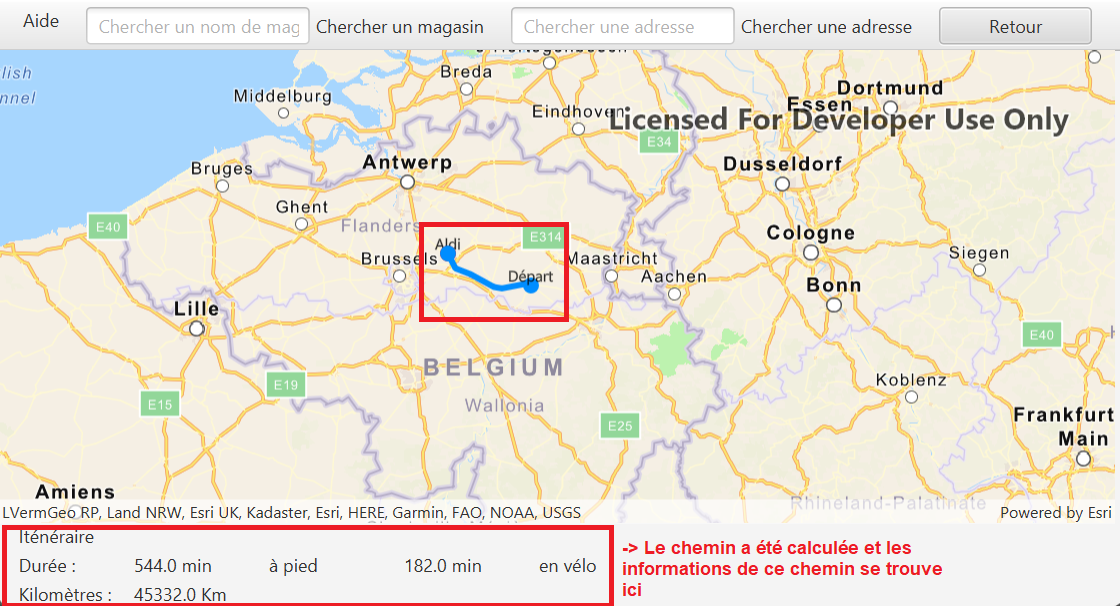 Aide Chercher un nom de mag Chercher un magasin Chercher une adresse Chercher une adresse Retour
lish
nnel
Breda
Middelburg
Dortmund
Essen
Eindhoven
Licensed For Developer Use Only
E34
Antwerp
Dusseldorf
Bruges
Ghent
E40
Flanders
E314
Cologne
Aldi
Brussels
Maastricht
Siegen
Départ
Aachen
Bonn
Lille
E40
BELGIUM
E19
Koblenz
E15
Wallonia
Frankfurt
Main
E25
Amiens
Rhineland-Palatinate
LVermGeo RP, Land NRW, Esri UK, Kadaster, Esri, HERE, Garmin, FAO, NOAA, USGS Powered by Esri
Itinéraire
Durée : 544.0 min à pied 182.0 min en vélo
Kilomètres : 45332.0 Km
-> Le chemin a été calculée et les
informations de ce chemin se trouve
ici